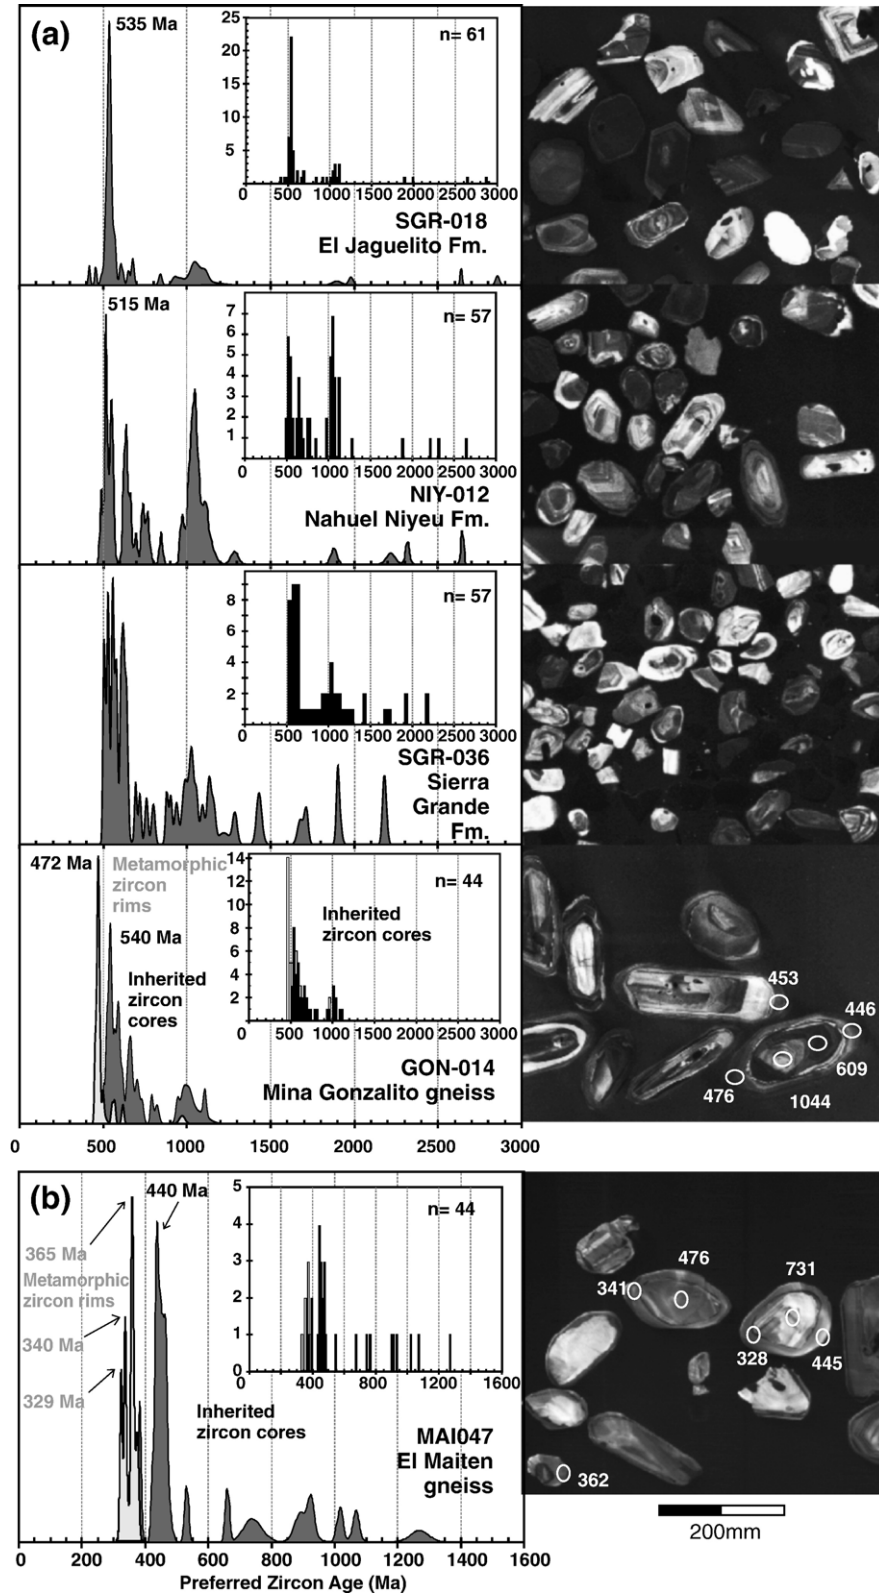 (a)
535 Ma
n= 61
25
20
15
10
5
0 500 1000 1500 2000 2500 3000
SGR-018
El Jaguelito Fm.
515 Ma
n= 57
7
6
5
4
3
2
1
0 500 1000 1500 2000 2500 3000
NIY-012
Nahuel Niyeu Fm.
n= 57
8
6
4
2
0 500 1000 1500 2000 2500 3000
SGR-036
Sierra
Grande
Fm.
472 Ma
Metamorphic
zircon
rims
540 Ma
Inherited
zircon
cores
n= 44
14
12
10
8
6
4
2
Inherited
zircon cores
0 500 1000 1500 2000 2500 3000
GON-014
Mina Gonzalito gneiss
0 500 1000 1500 2000 2500 3000
453
446
609
476
1044
(b)
440 Ma
365 Ma
Metamorphic
zircon rims
340 Ma
329 Ma
n= 44
5
4
3
2
1
0
0 400 800 1200 1600
Inherited
zircon cores
MAI047
El Maiten
gneiss
0 200 400 600 800 1000 1200 1400 1600
Preferred Zircon Age (Ma)
476
341
731
328
445
362
200mm